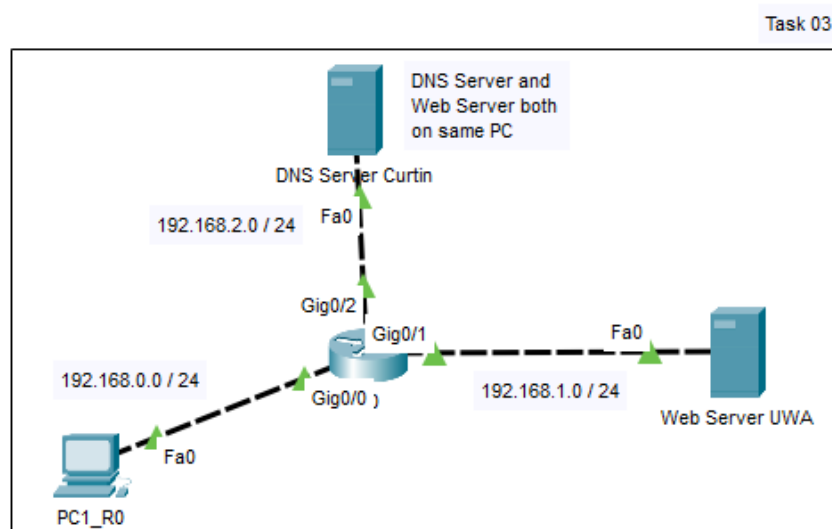 Task 03
DNS Server and
Web Server both
on same PC
DNS Server Curtin
Fa0
192.168.2.0 / 24
Gig0/2
Gig0/1
Fa0
192.168.0.0 / 24
Gig0/0
192.168.1.0 / 24
Web Server UWA
Fa0
PC1_R0